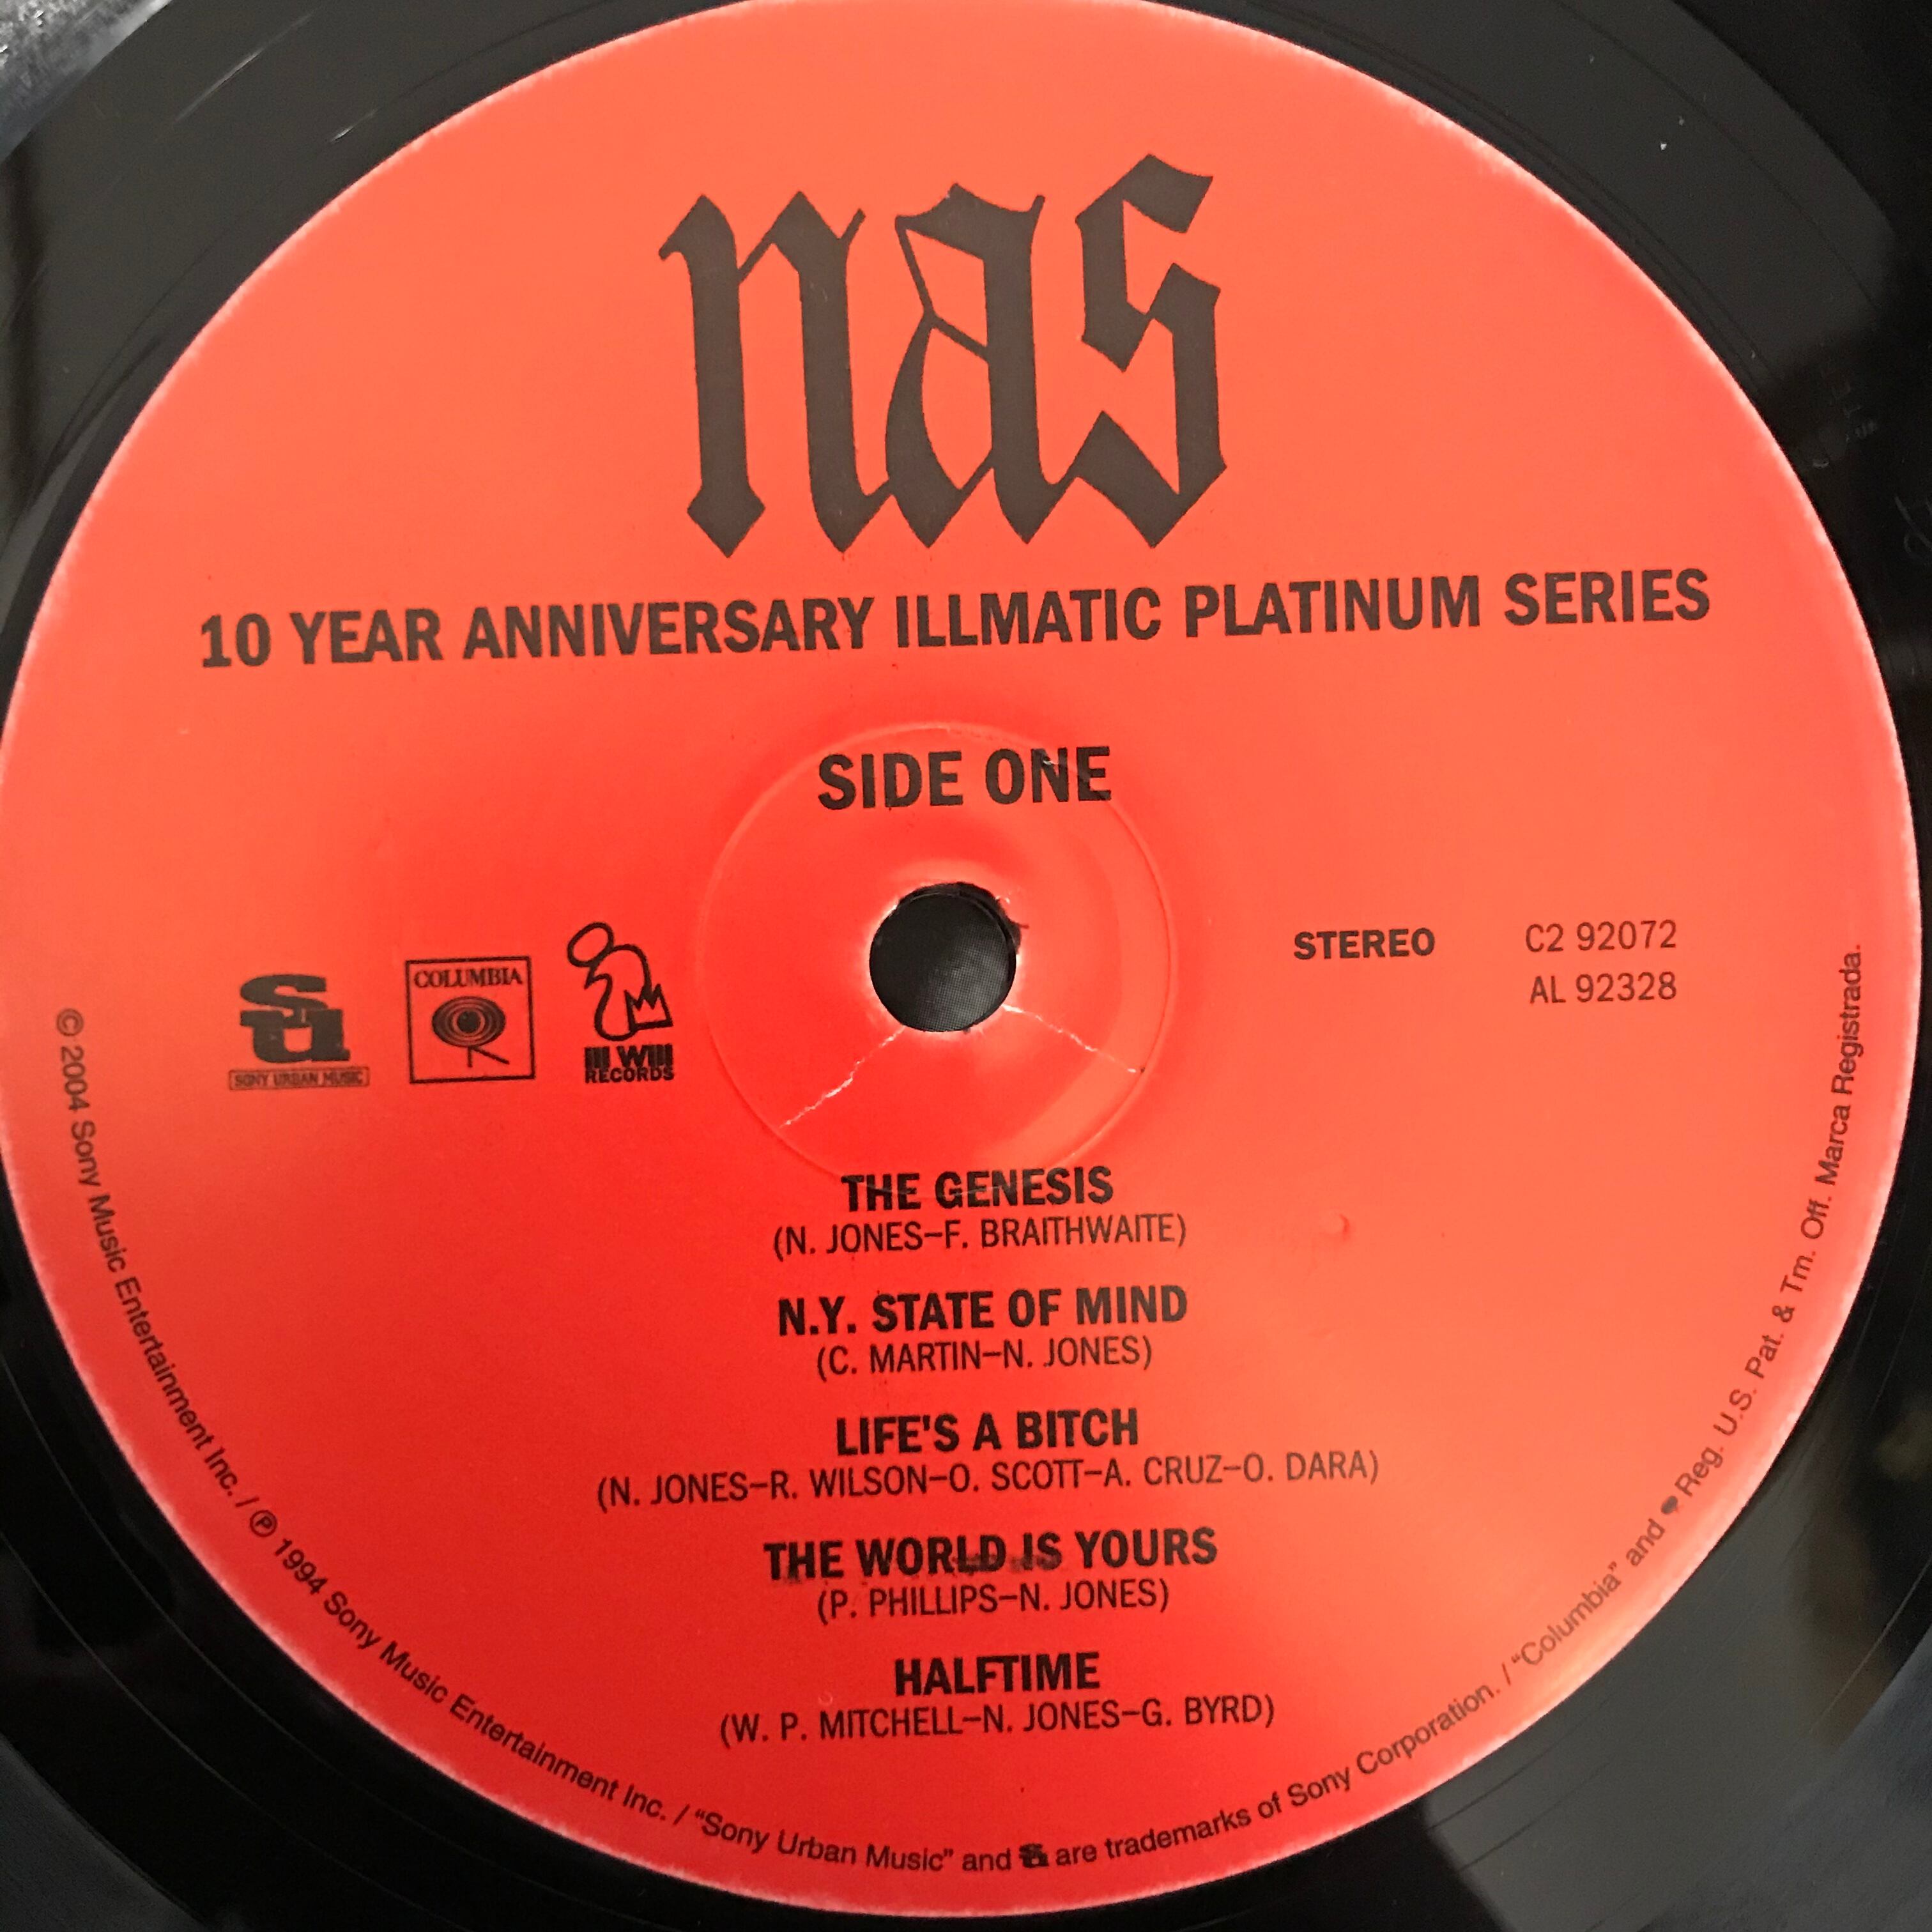 nas
10 YEAR ANNIVERSARY ILLMATIC PLATINUM SERIES
SIDE ONE
su
SONY URBAN MUSIC
COLUMBIA
Ill Will
RECORDS
STEREO
C2 92072
AL 92328
THE GENESIS
(N. JONES–F. BRAITHWAITE)
N.Y. STATE OF MIND
(C. MARTIN–N. JONES)
LIFE'S A BITCH
(N. JONES–R. WILSON–O. SCOTT–A. CRUZ–O. DARA)
THE WORLD IS YOURS
(P. PHILLIPS–N. JONES)
HALFTIME
(W. P. MITCHELL–N. JONES–G. BYRD)
© 2004 Sony Music Entertainment Inc. / ℗ 1994 Sony Music Entertainment Inc. / “Sony Urban Music” and su are trademarks of Sony Corporation. / “Columbia” and Reg. U.S. Pat. & Tm. Off. Marca Registrada.